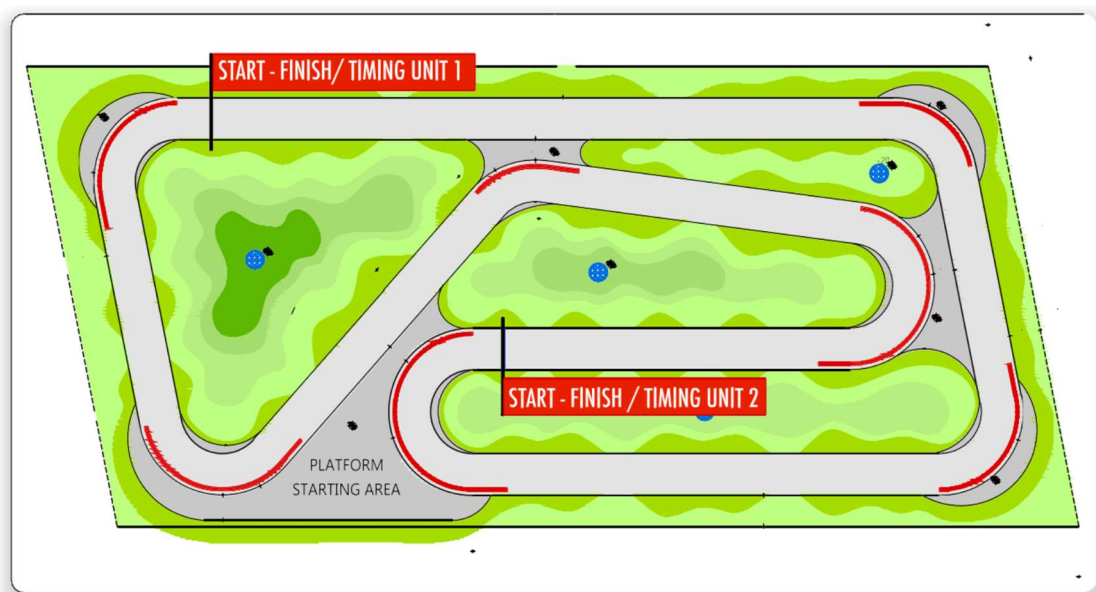 START - FINISH/ TIMING UNIT 1
START - FINISH / TIMING UNIT 2
PLATFORM
STARTING AREA